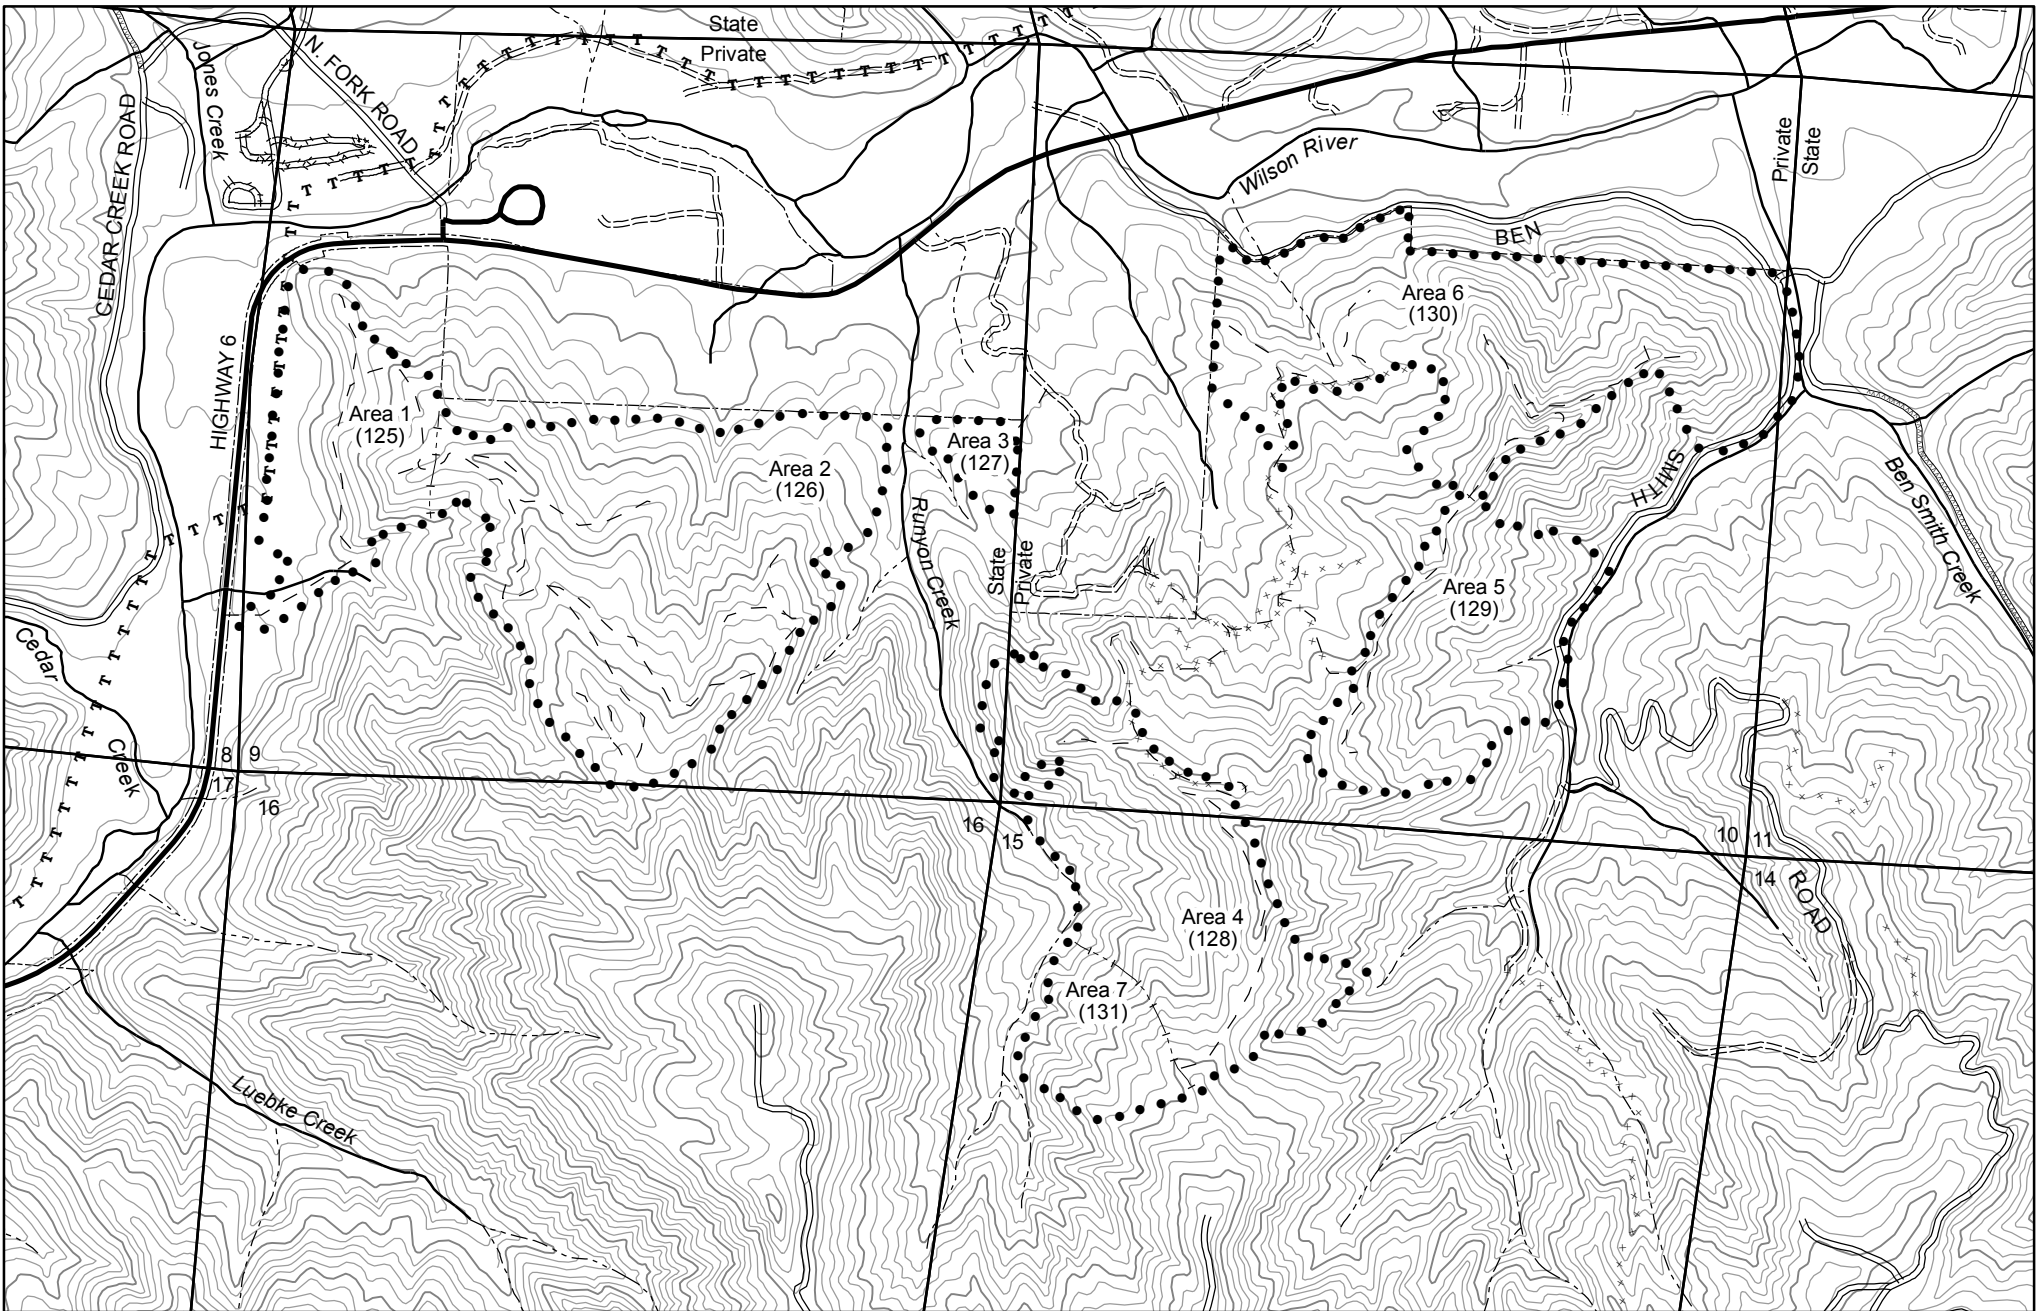 State
Private
N. FORK ROAD
Jones Creek
CEDAR CREEK ROAD
Wilson River
Private
State
BEN
Area 6
(130)
HIGHWAY 6
Area 1
(125)
Area 3
(127)
Area 2
(126)
SMITH
Ben Smith Creek
Runyon Creek
State
Private
Area 5
(129)
Cedar
Creek
8
9
17
16
16
15
10
11
14
ROAD
Area 4
(128)
Area 7
(131)
Luebke Creek